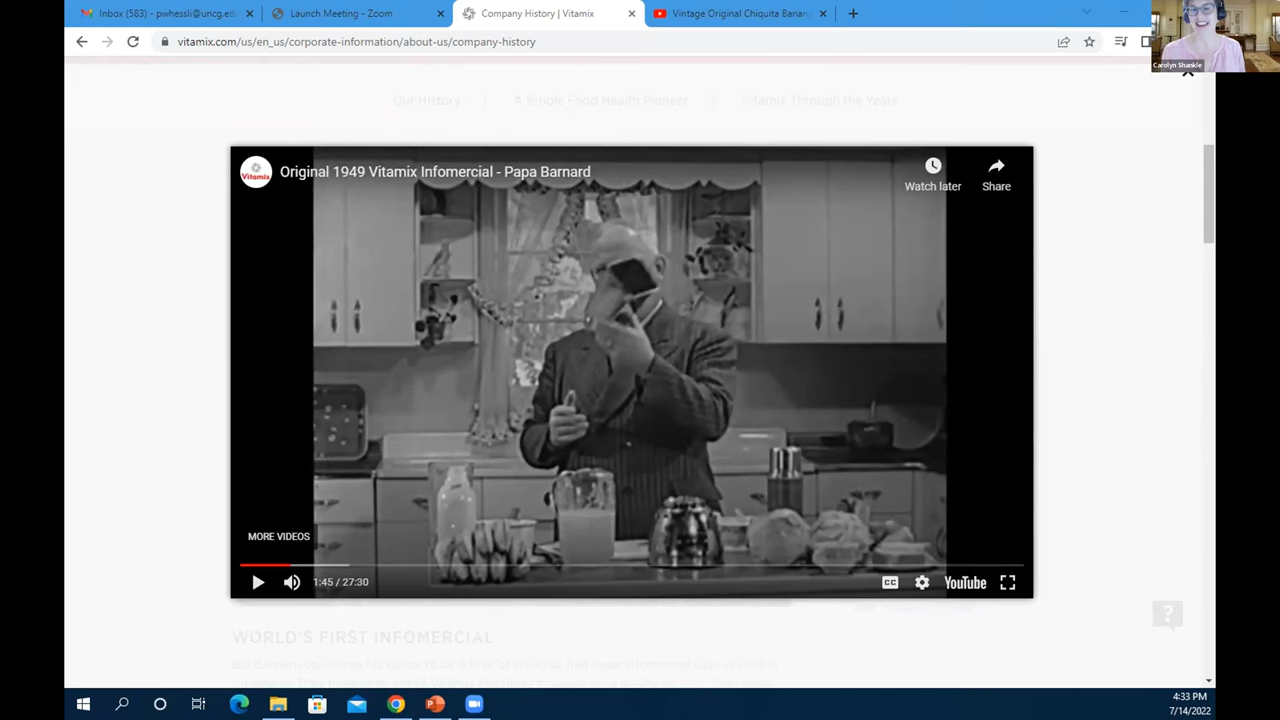 Inbox (583) - pwhessli@uncg.ed
Launch Meeting - Zoom
Company History | Vitamix
Vintage Original Chiquita Banana
vitamix.com/us/en_us/corporate-information/about-us/company-history
Carolyn Shankle
Our History
A Whole Food Health Pioneer
Vitamix Through the Years
Vitamix
Original 1949 Vitamix Infomercial - Papa Barnard
Watch later
Share
MORE VIDEOS
1:45 / 27:30
CC
YouTube
WORLD'S FIRST INFOMERCIAL
4:33 PM
7/14/2022